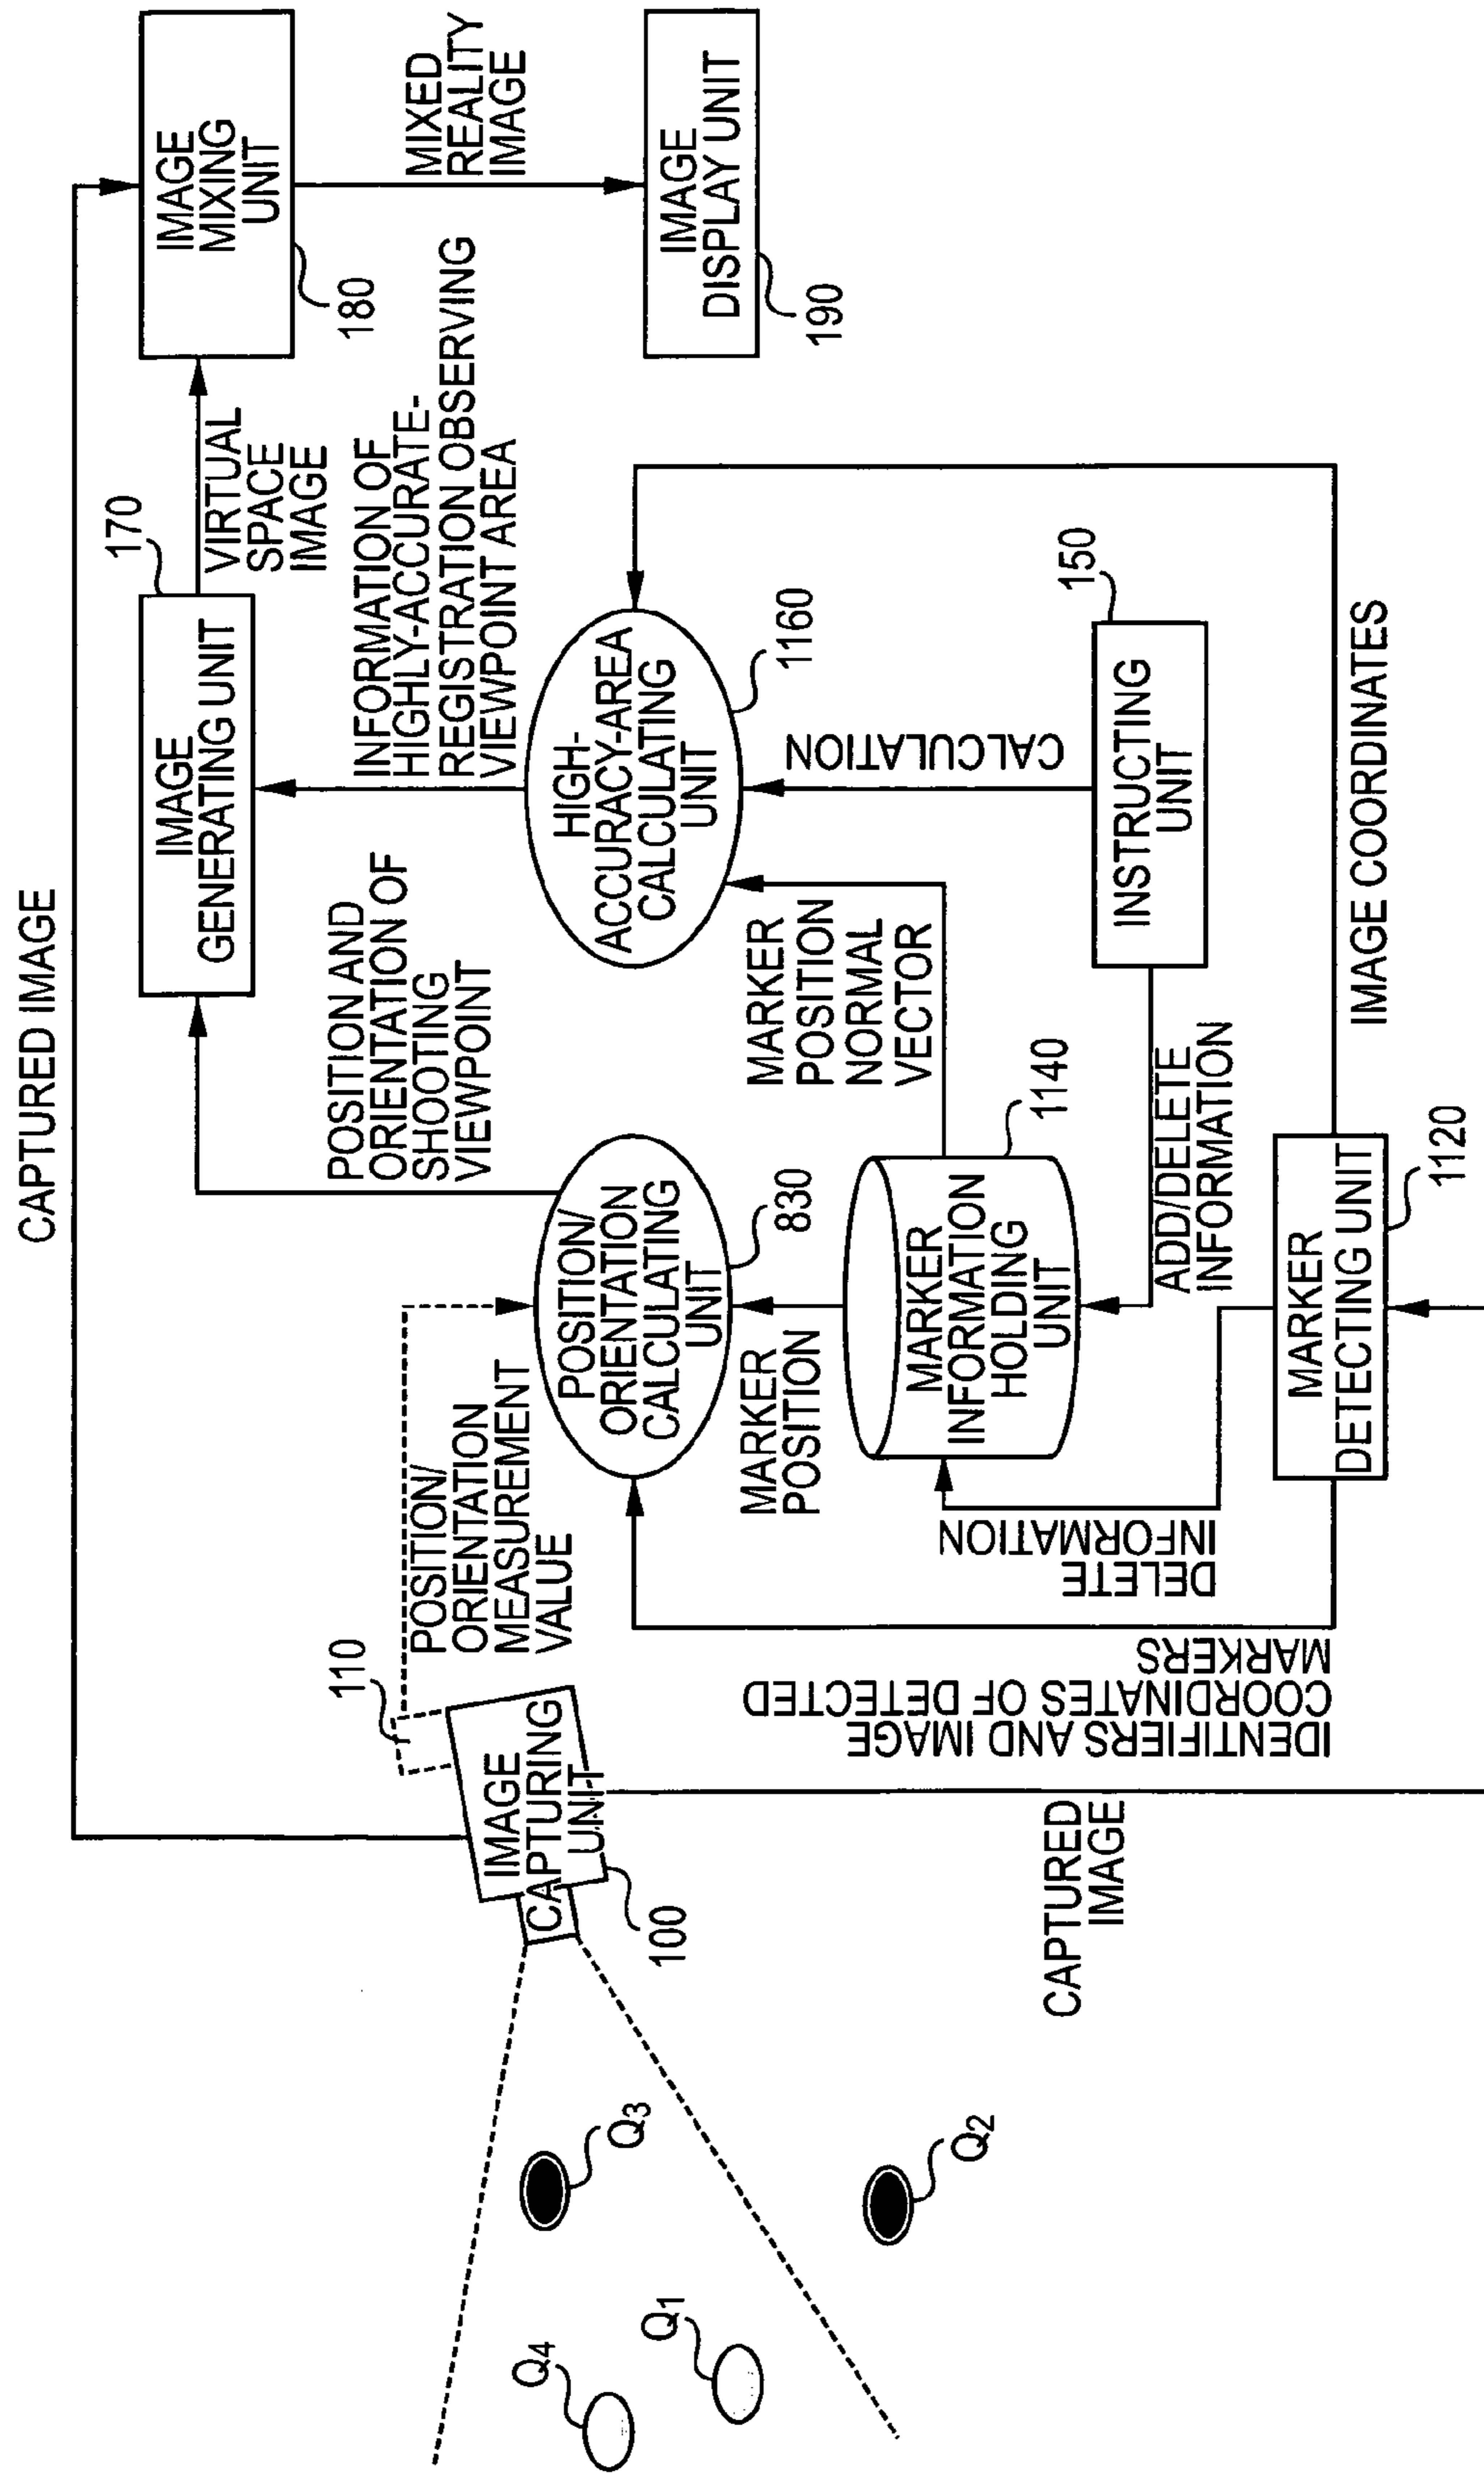 CAPTURED IMAGE
170
IMAGE
GENERATING UNIT
VIRTUAL
SPACE
IMAGE
IMAGE
MIXING
UNIT
180
MIXED
REALITY
IMAGE
IMAGE
DISPLAY UNIT
190
POSITION AND
ORIENTATION OF
SHOOTING
VIEWPOINT
INFORMATION OF
HIGHLY-ACCURATE-
REGISTRATION OBSERVING
VIEWPOINT AREA
110
POSITION/
ORIENTATION
MEASUREMENT
VALUE
IMAGE
CAPTURING
UNIT
100
POSITION/
ORIENTATION
CALCULATING
UNIT
830
HIGH-
ACCURACY-AREA
CALCULATING
UNIT
1160
MARKER
POSITION
MARKER
POSITION
NORMAL
VECTOR
CALCULATION
MARKER
INFORMATION
HOLDING
UNIT
1140
150
INSTRUCTING
UNIT
ADD/DELETE
INFORMATION
DELETE
INFORMATION
IDENTIFIERS AND IMAGE
COORDINATES OF DETECTED
MARKERS
CAPTURED
IMAGE
MARKER
DETECTING UNIT
1120
IMAGE COORDINATES
Q4
Q1
Q3
Q2